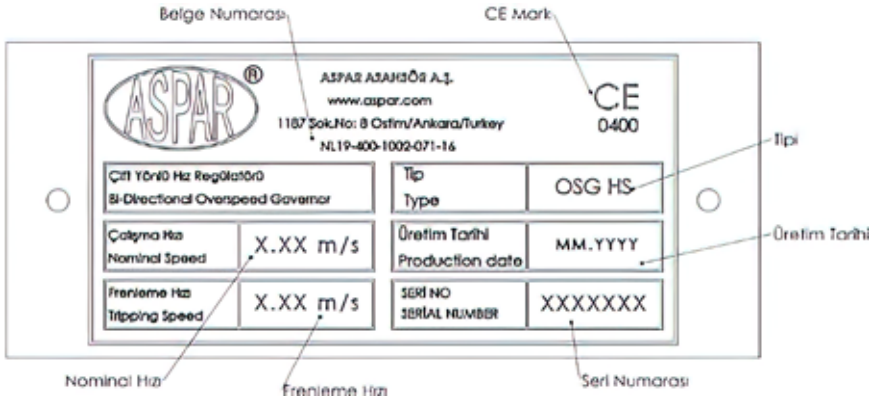 Belge Numarası
CE Mark
ASPAR ®
ASPAR ASANSÖR A.Ş.
www.aspar.com
1187 Sok.No: 8 Ostim/Ankara/Turkey
NL19-400-1002-071-16
CE
0400
Tipi
Çift Yönlü Hız Regülatörü
Bi-Directional Overspeed Governor
Tip
Type
OSG HS
Çalışma Hızı
Nominal Speed
X.XX m/s
Üretim Tarihi
Production date
MM.YYYY
Üretim Tarihi
Frenleme Hızı
Tripping Speed
X.XX m/s
SERİ NO
SERİAL NUMBER
XXXXXXX
Nominal Hızı
Frenleme Hızı
Seri Numarası